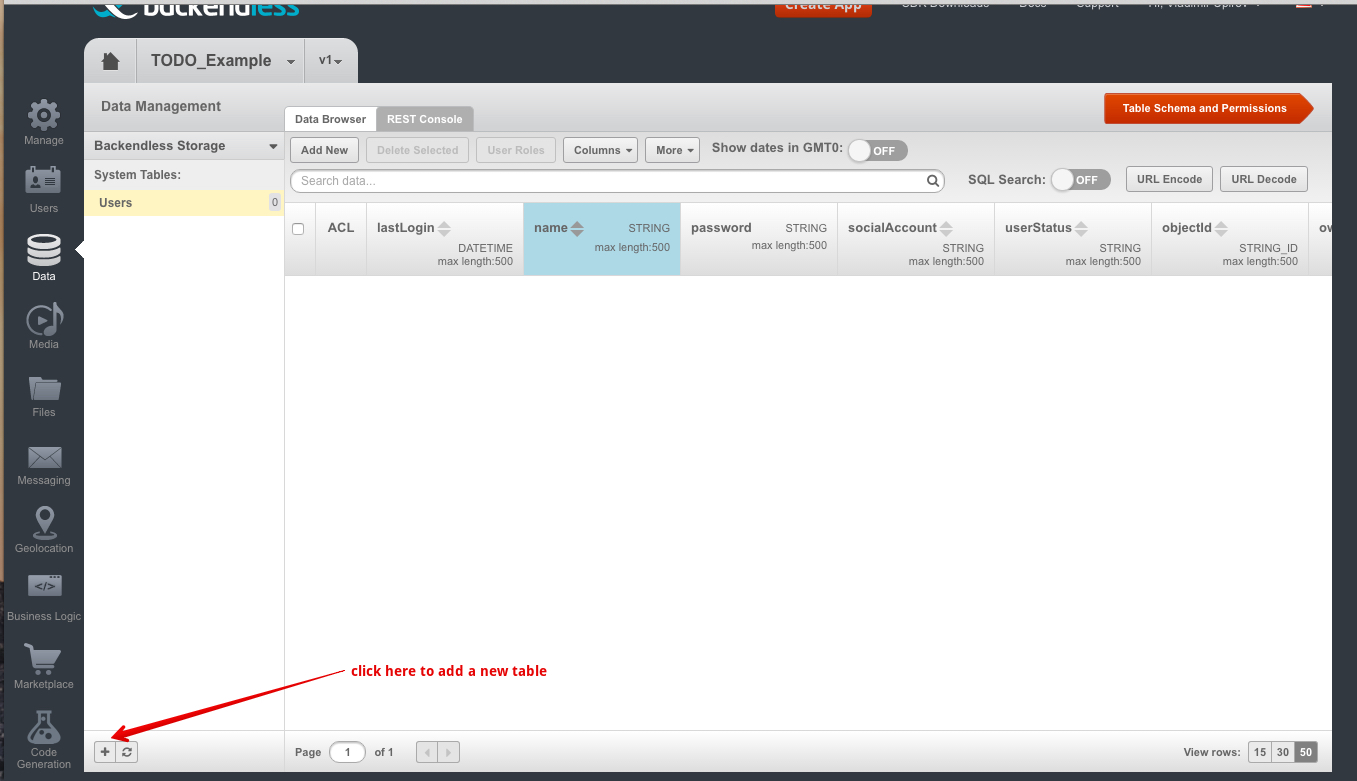 backendless
Create App
SDK Downloads
Docs
Support
Hi, Vladimir Upirov
TODO_Example
v1
Data Management
Data Browser
REST Console
Table Schema and Permissions
Manage
Users
Data
Media
Files
Messaging
Geolocation
</>
Business Logic
Marketplace
Code
Generation
Backendless Storage
System Tables:
Users 0
Add New
Delete Selected
User Roles
Columns
More
Show dates in GMT0: OFF
Search data...
SQL Search: OFF
URL Encode
URL Decode
ACL
lastLogin
DATETIME
max length:500
name STRING
max length:500
password STRING
max length:500
socialAccount
STRING
max length:500
userStatus
STRING
max length:500
objectId
STRING_ID
max length:500
ow
click here to add a new table
Page 1 of 1
View rows: 15 30 50